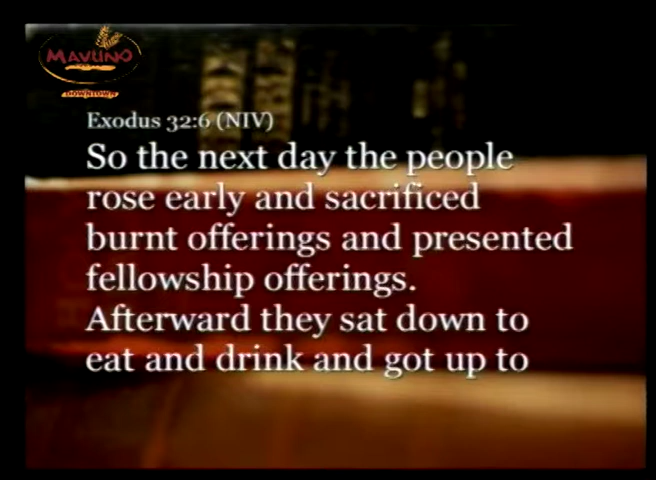 MAVUNO
DOWNTOWN
Exodus 32:6 (NIV)
So the next day the people
rose early and sacrificed
burnt offerings and presented
fellowship offerings.
Afterward they sat down to
eat and drink and got up to